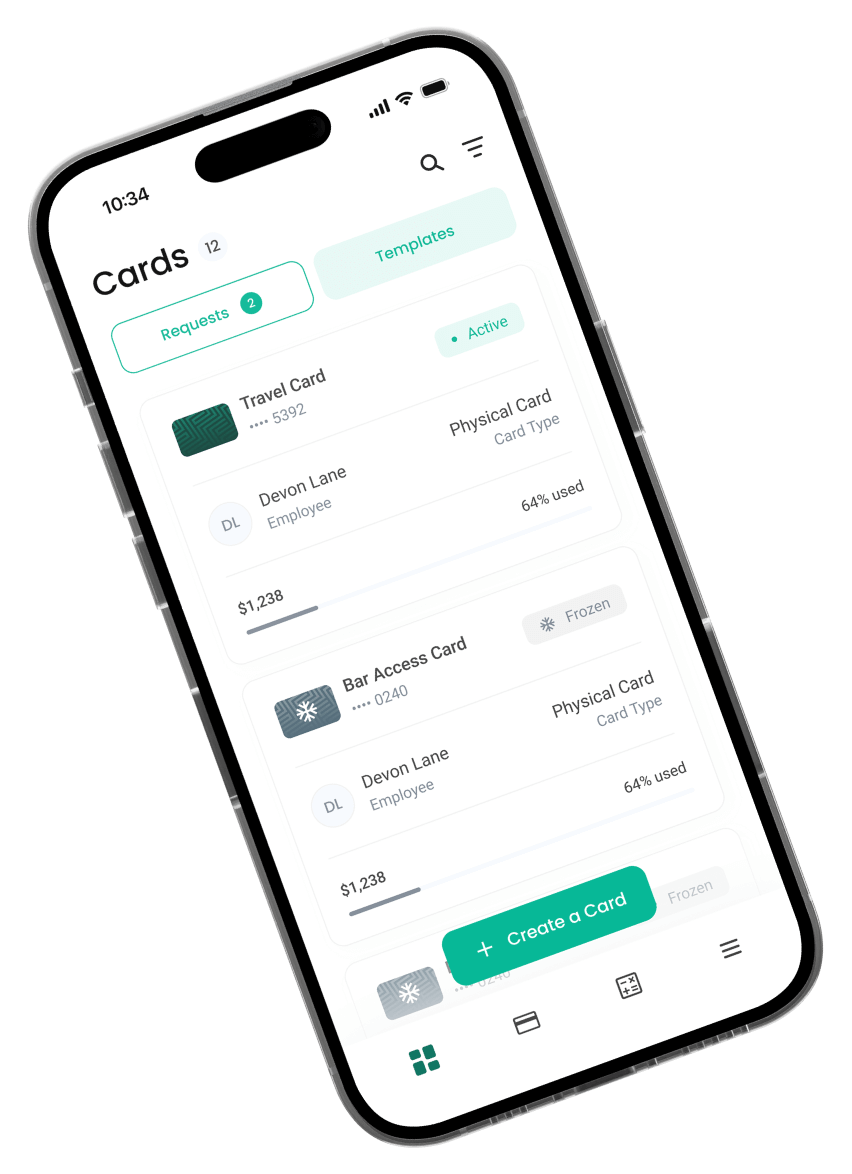 10:34
Cards 12
Requests 2
Templates
Travel Card
•••• 5392
Active
Devon Lane
Employee
Physical Card
Card Type
DL
$1,238
64% used
Bar Access Card
•••• 0240
Frozen
Devon Lane
Employee
Physical Card
Card Type
DL
$1,238
64% used
Frozen
•••• 0240
+ Create a Card